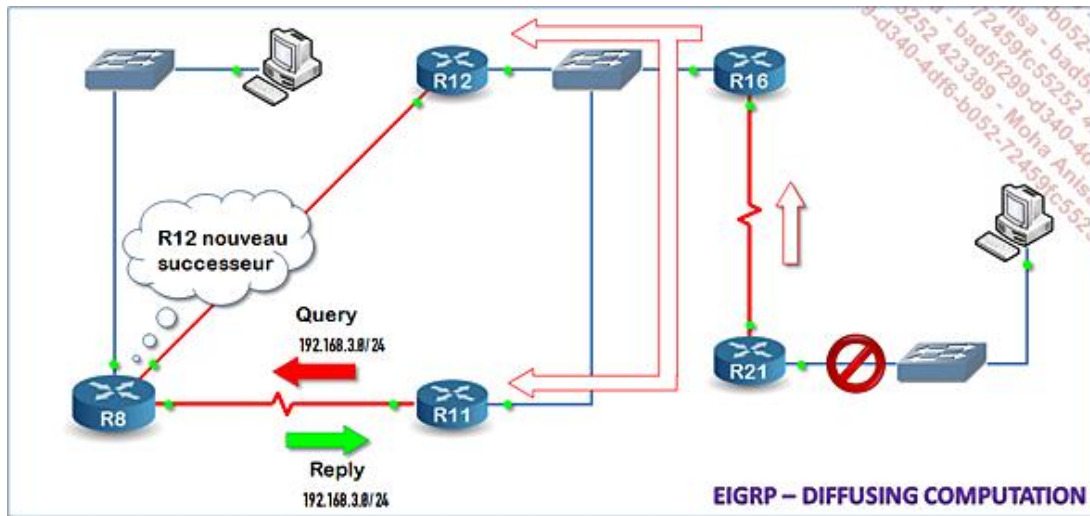 R12
R16
R12 nouveau
successeur
Query
192.168.3.0/24
R21
R8
R11
Reply
192.168.3.0/24
EIGRP – DIFFUSING COMPUTATION